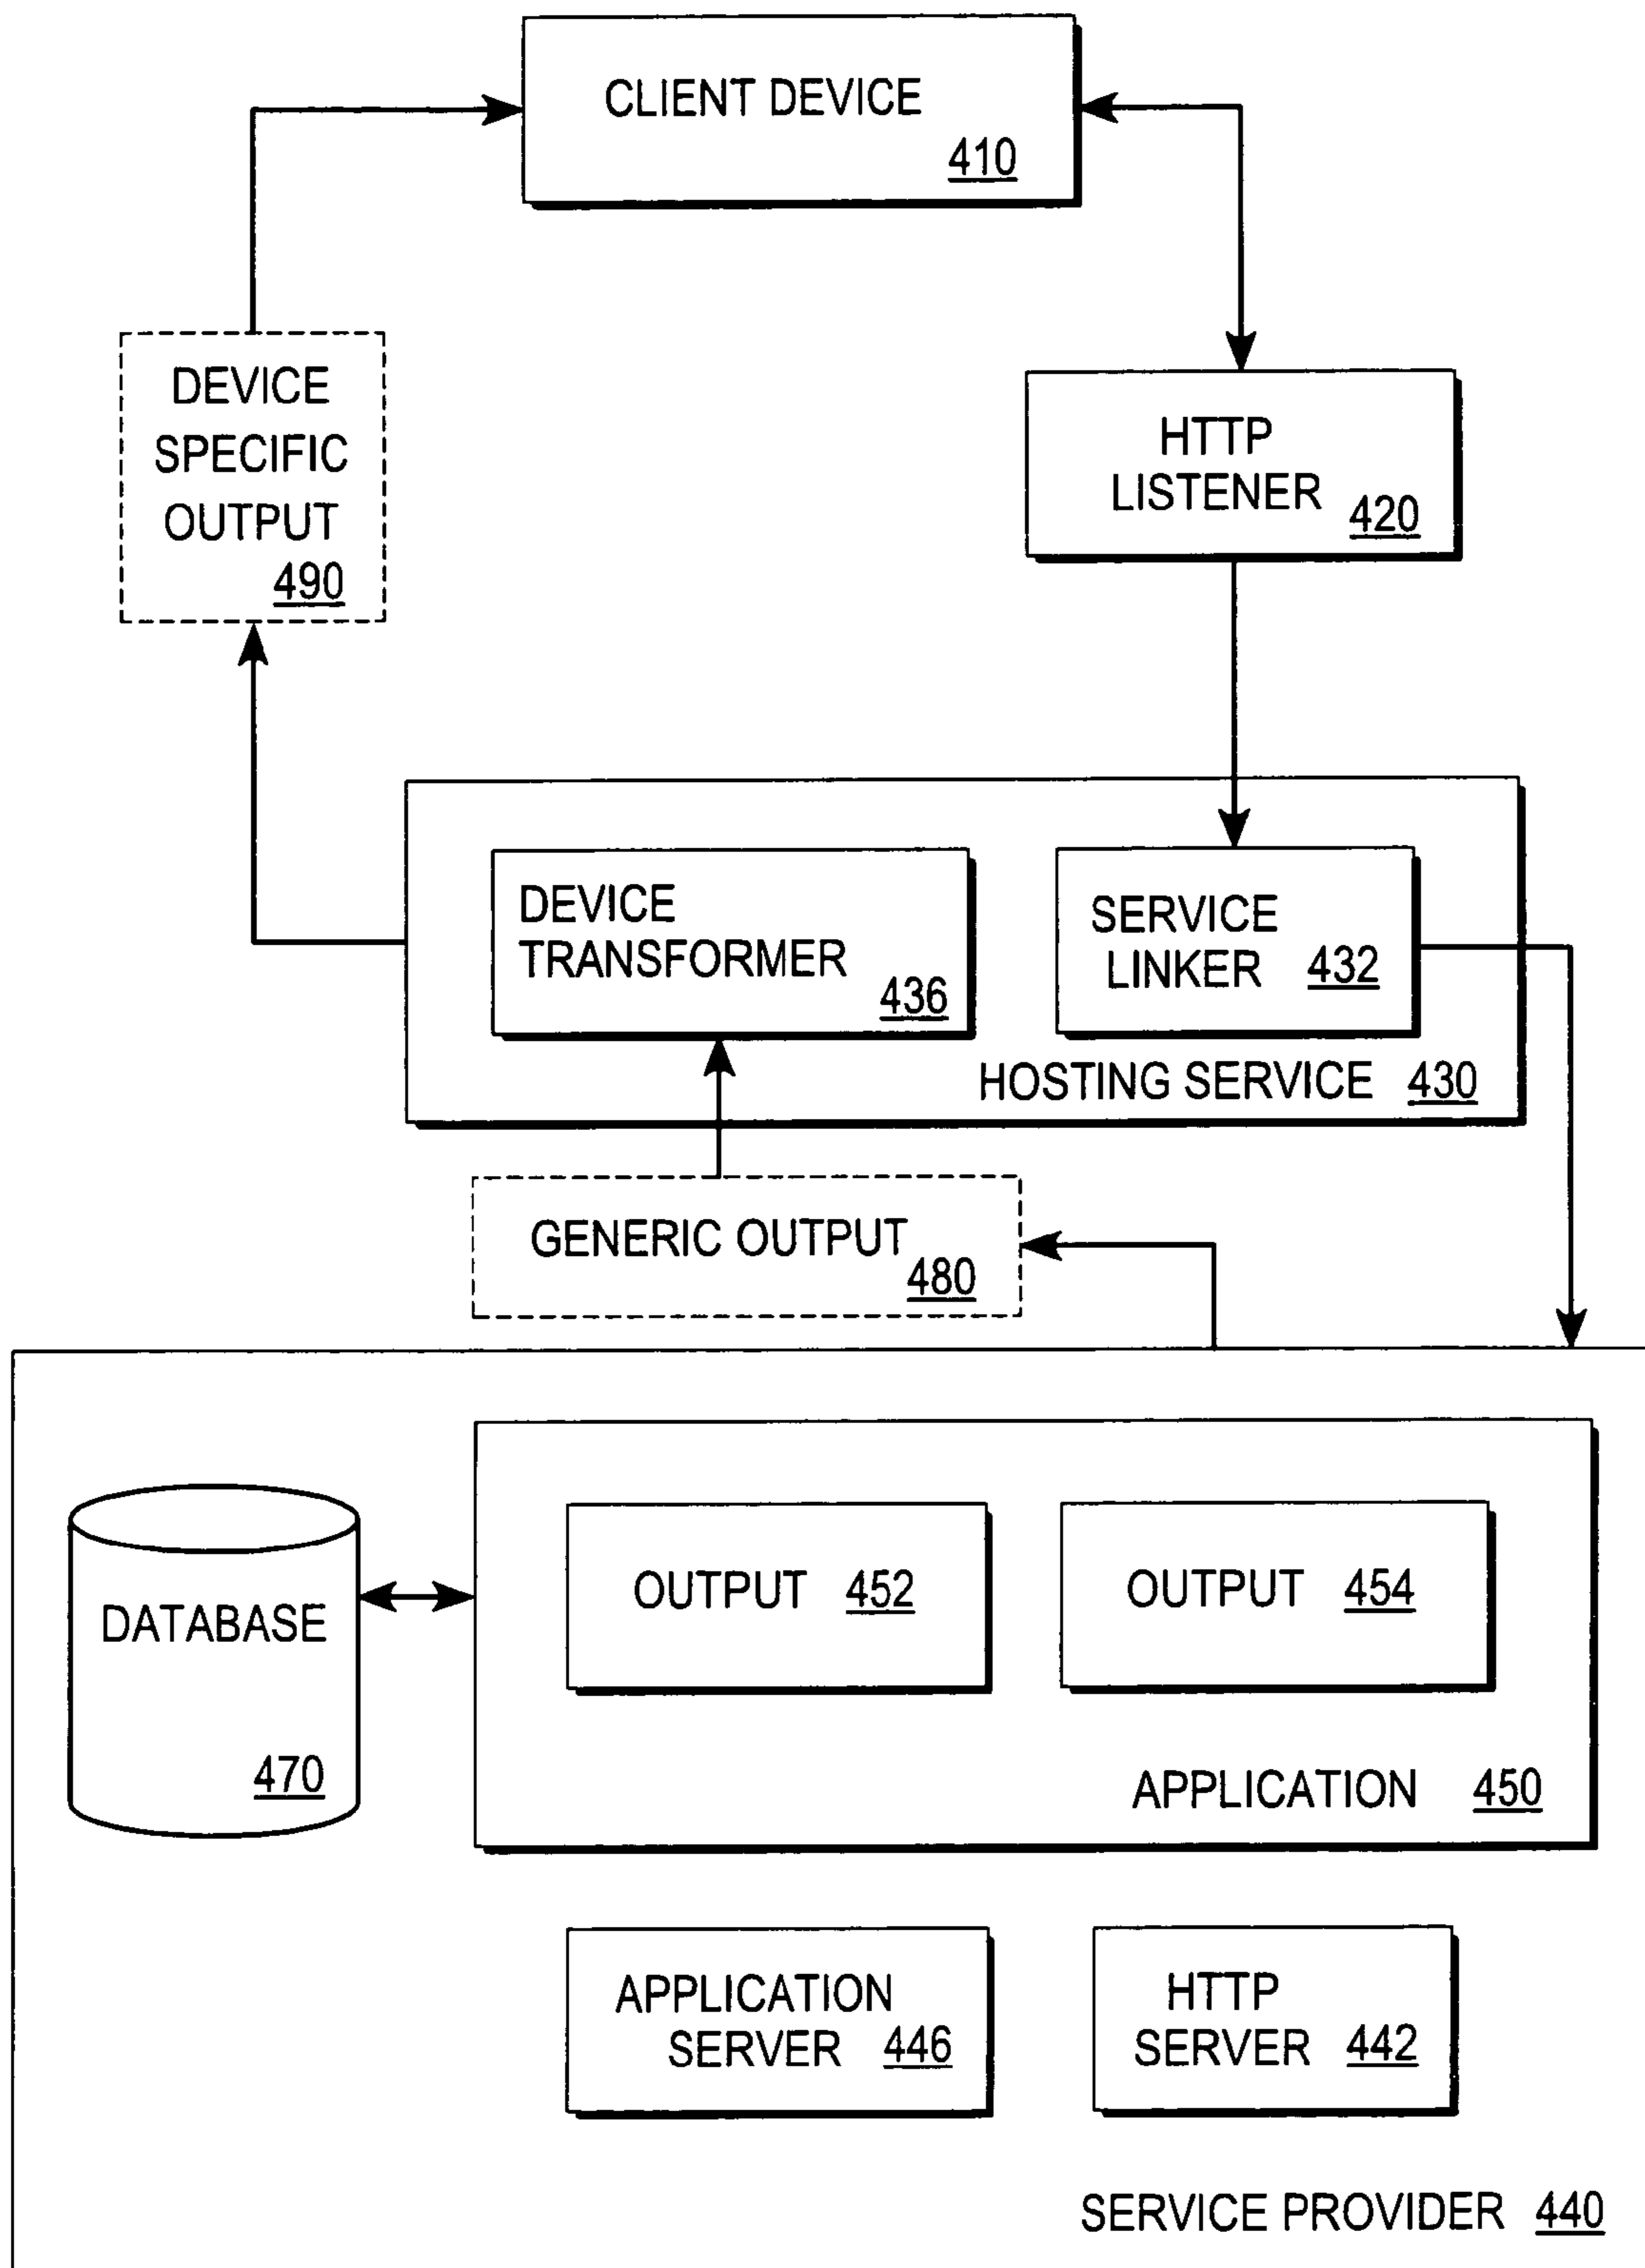 CLIENT DEVICE
410
DEVICE
SPECIFIC
OUTPUT
490
HTTP
LISTENER 420
DEVICE
TRANSFORMER
436
SERVICE
LINKER 432
HOSTING SERVICE 430
GENERIC OUTPUT
480
DATABASE
470
OUTPUT 452
OUTPUT 454
APPLICATION 450
APPLICATION
SERVER 446
HTTP
SERVER 442
SERVICE PROVIDER 440